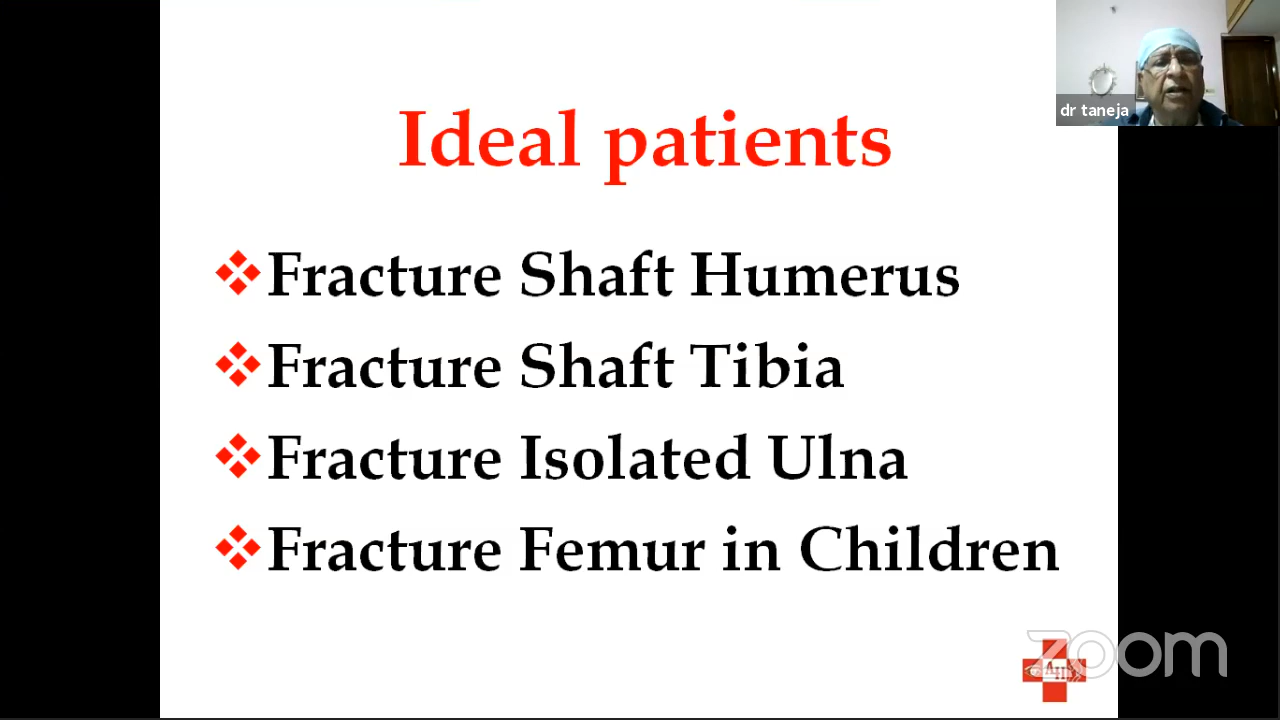 dr taneja
Ideal patients
❖Fracture Shaft Humerus
❖Fracture Shaft Tibia
❖Fracture Isolated Ulna
❖Fracture Femur in Children
zoom